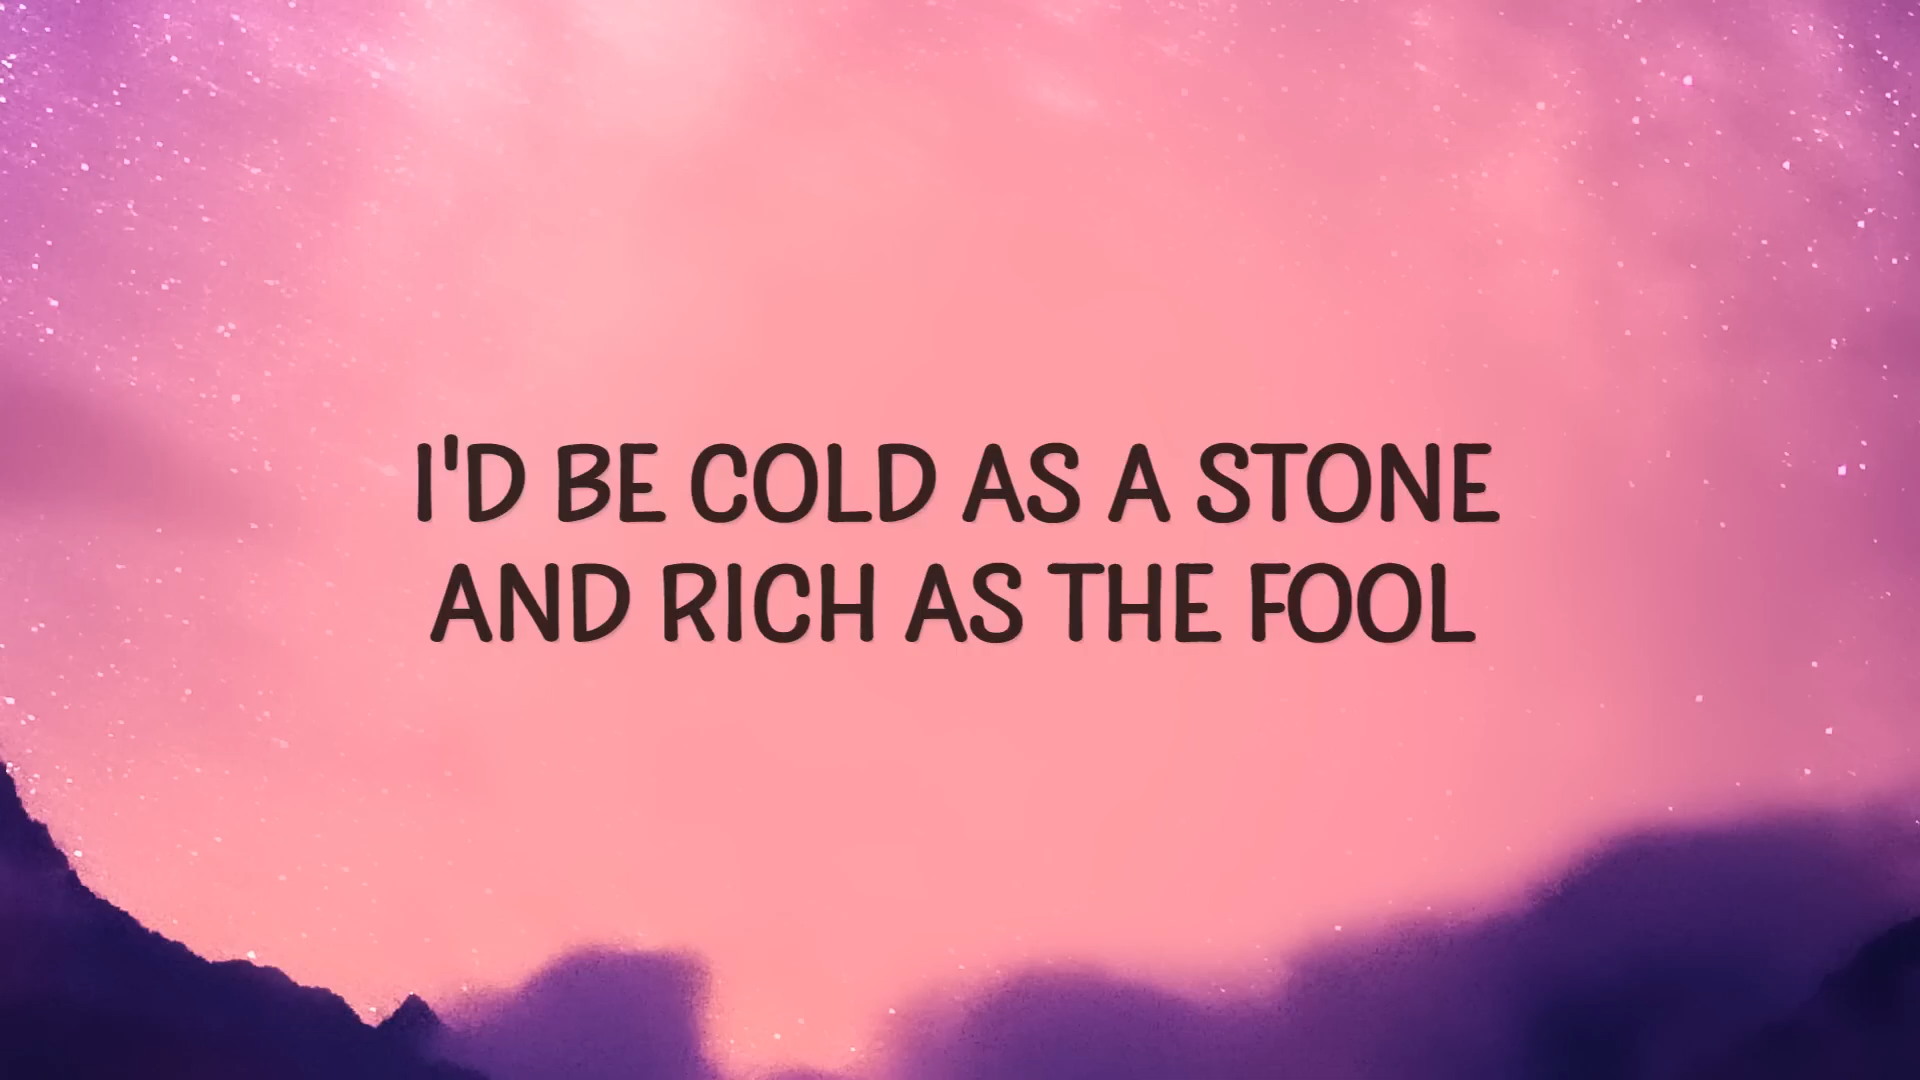 I'D BE COLD AS A STONE
AND RICH AS THE FOOL